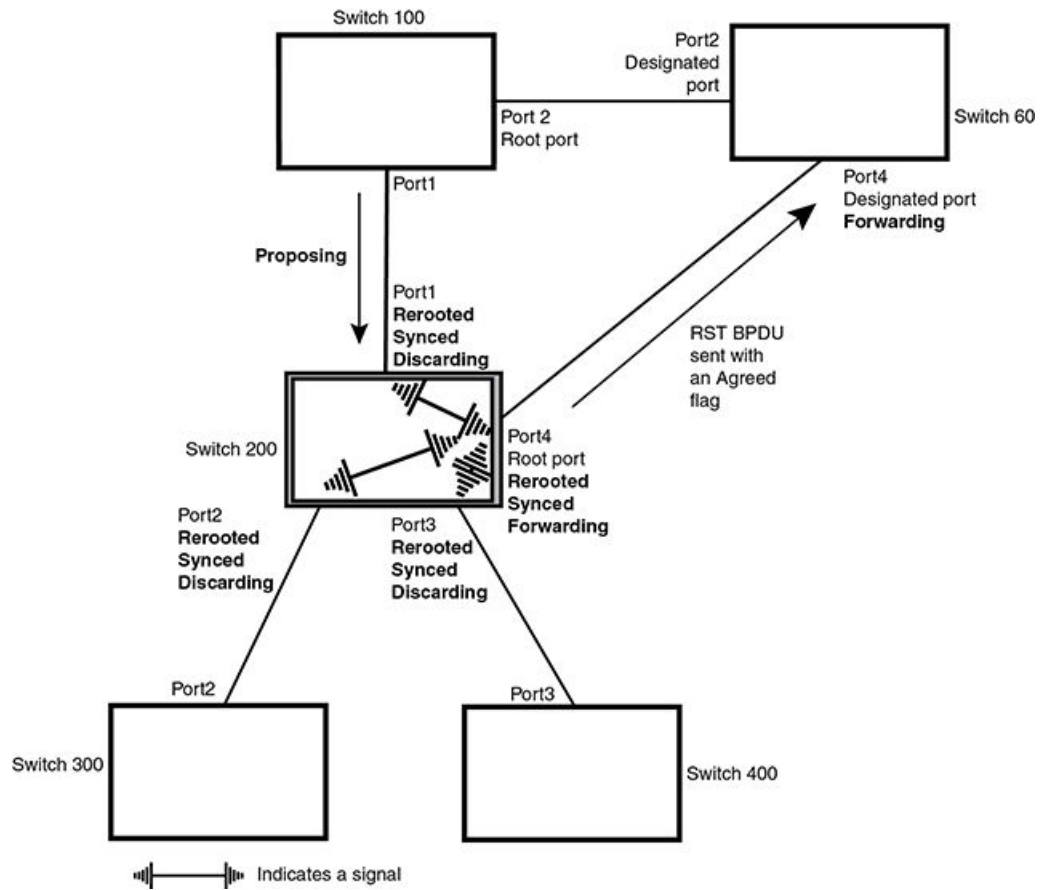 Switch 100
Port2
Designated
port
Switch 60
Port 2
Root port
Port1
Port4
Designated port
Forwarding
Proposing
Port1
Rerooted
Synced
Discarding
RST BPDU
sent with
an Agreed
flag
Switch 200
Port4
Root port
Rerooted
Synced
Forwarding
Port2
Rerooted
Synced
Discarding
Port3
Rerooted
Synced
Discarding
Port2
Port3
Switch 300
Switch 400
Indicates a signal